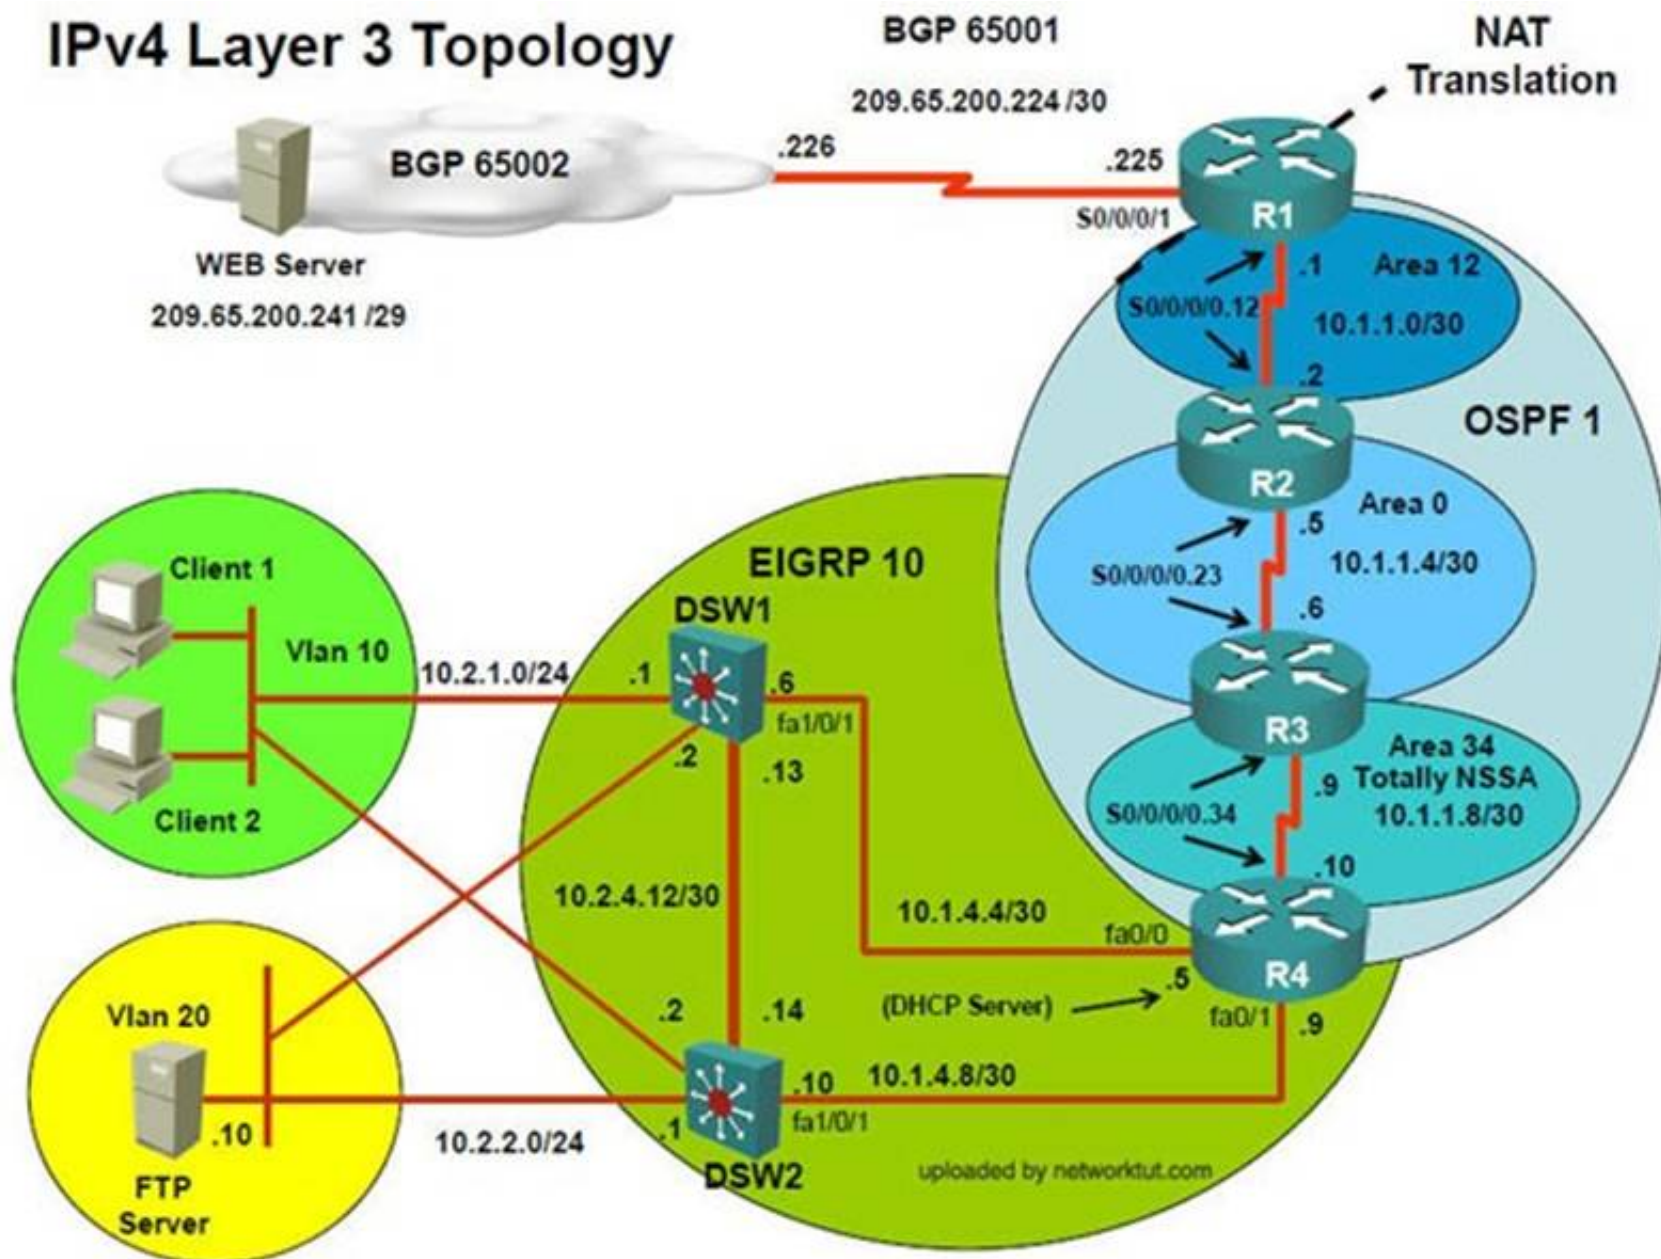 IPv4 Layer 3 Topology
BGP 65001
NAT
Translation
209.65.200.224 /30
BGP 65002
.226
.225
R1
S0/0/0/1
WEB Server
209.65.200.241 /29
.1
Area 12
S0/0/0/0.12
10.1.1.0/30
.2
OSPF 1
R2
Area 0
.5
10.1.1.4/30
S0/0/0/0.23
.6
EIGRP 10
Client 1
DSW1
Vlan 10
10.2.1.0/24
.1
.6
fa1/0/1
.2
.13
R3
Area 34
Totally NSSA
.9
10.1.1.8/30
S0/0/0/0.34
.10
Client 2
10.2.4.12/30
10.1.4.4/30
fa0/0
R4
.5
(DHCP Server)
fa0/1
.9
Vlan 20
.2
.14
.10
10.1.4.8/30
fa1/0/1
.10
10.2.2.0/24
.1
DSW2
FTP
Server
uploaded by networktut.com